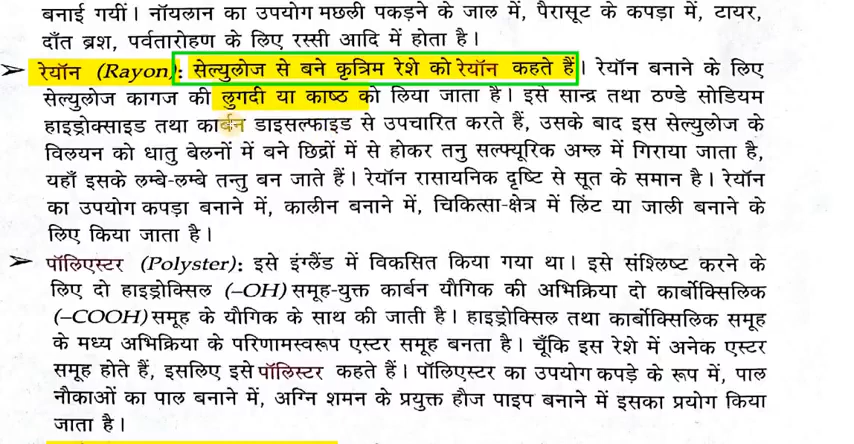 बनाई गयीं। नॉयलान का उपयोग मछली पकड़ने के जाल में, पैरासूट के कपड़ा में, टायर,
दाँत ब्रश, पर्वतारोहण के लिए रस्सी आदि में होता है।
➢ रेयॉन (Rayon): सेल्युलोज से बने कृत्रिम रेशे को रेयॉन कहते हैं। रेयॉन बनाने के लिए
सेल्युलोज कागज की लुगदी या काष्ठ को लिया जाता है। इसे सान्द्र तथा ठण्डे सोडियम
हाइड्रोक्साइड तथा कार्बन डाइसल्फाइड से उपचारित करते हैं, उसके बाद इस सेल्युलोज के
विलयन को धातु बेलनों में बने छिद्रों में से होकर तनु सल्फ्यूरिक अम्ल में गिराया जाता है,
यहाँ इसके लम्बे-लम्बे तन्तु बन जाते हैं। रेयॉन रासायनिक दृष्टि से सूत के समान है। रेयॉन
का उपयोग कपड़ा बनाने में, कालीन बनाने में, चिकित्सा-क्षेत्र में लिंट या जाली बनाने के
लिए किया जाता है।
➢ पॉलिएस्टर (Polyster): इसे इंग्लैंड में विकसित किया गया था। इसे संश्लिष्ट करने के
लिए दो हाइड्रोक्सिल (–OH) समूह-युक्त कार्बन यौगिक की अभिक्रिया दो कार्बोक्सिलिक
(–COOH) समूह के यौगिक के साथ की जाती है। हाइड्रोक्सिल तथा कार्बोक्सिलिक समूह
के मध्य अभिक्रिया के परिणामस्वरूप एस्टर समूह बनता है। चूँकि इस रेशे में अनेक एस्टर
समूह होते हैं, इसलिए इसे पॉलिस्टर कहते हैं। पॉलिएस्टर का उपयोग कपड़े के रूप में, पाल
नौकाओं का पाल बनाने में, अग्नि शमन के प्रयुक्त हौज पाइप बनाने में इसका प्रयोग किया
जाता है।